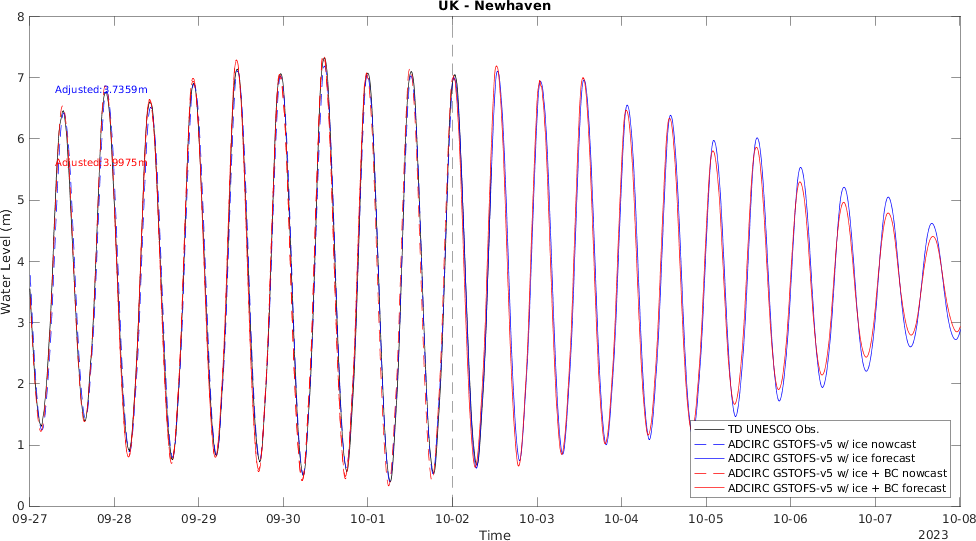 UK - Newhaven
8
7
6
5
4
3
2
1
0
Water Level (m)
Adjusted:3.7359m
Adjusted:3.9975m
TD UNESCO Obs.
ADCIRC GSTOFS-v5 w/ ice nowcast
ADCIRC GSTOFS-v5 w/ ice forecast
ADCIRC GSTOFS-v5 w/ ice + BC nowcast
ADCIRC GSTOFS-v5 w/ ice + BC forecast
09-27 09-28 09-29 09-30 10-01 10-02 10-03 10-04 10-05 10-06 10-07 10-08
Time
2023